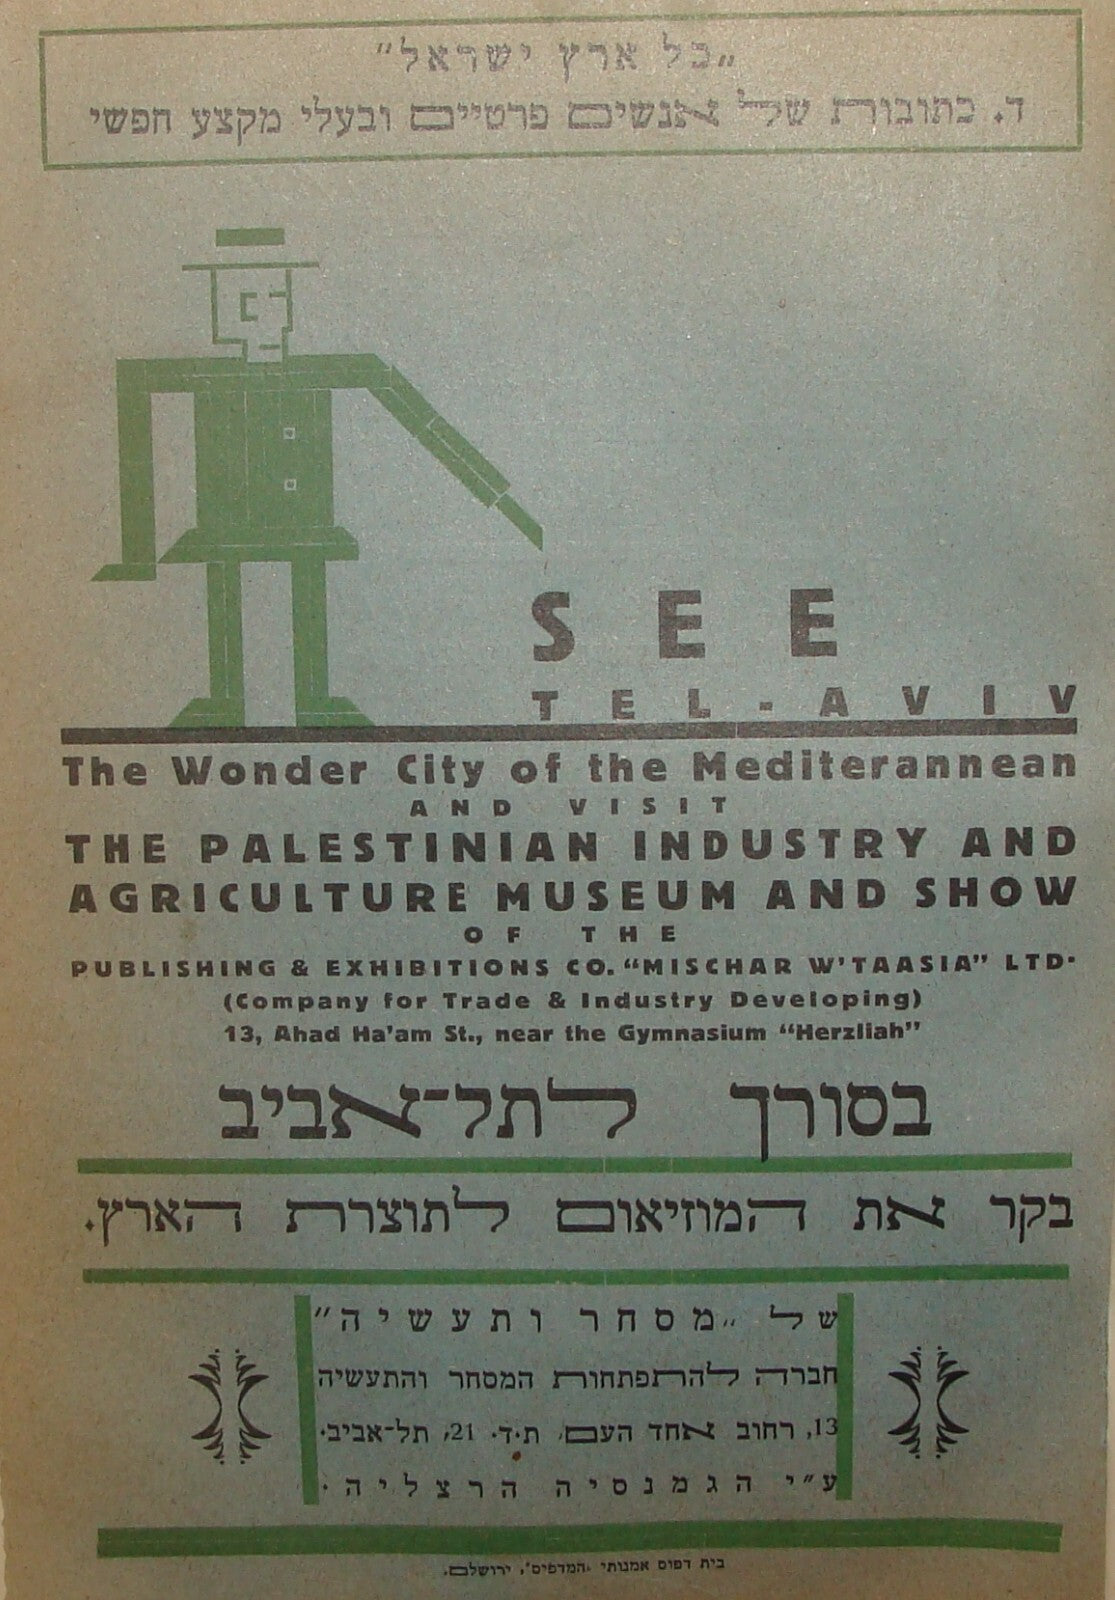 „כל ארץ ישראל"
ד. כתובות של אנשים פרטיים ובעלי מקצע חפשי
SEE
TEL-AVIV
The Wonder City of the Mediterannean
AND VISIT
THE PALESTINIAN INDUSTRY AND
AGRICULTURE MUSEUM AND SHOW
OF THE
PUBLISHING & EXHIBITIONS CO. "MISCHAR W'TAASIA" LTD.
(Company for Trade & Industry Developing)
13, Ahad Ha'am St., near the Gymnasium "Herzliah"
בסורך לתל־אביב
בקר את המוזיאום לתוצרת הארץ.
של „מסחר ותעשיה"
חברה להתפתחות המסחר והתעשיה
13, רחוב אחד העם, ת.ד. 21, תל־אביב.
ע"י הגמנסיה הרצליה.
בית דפוס אמנותי „המדפיס", ירושלם.